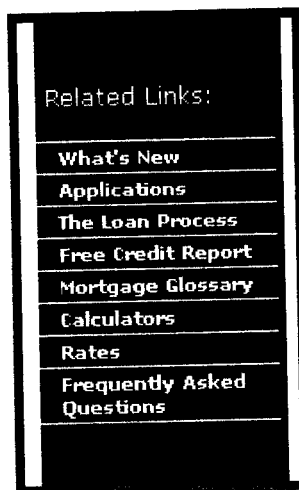 Related Links:
What's New
Applications
The Loan Process
Free Credit Report
Mortgage Glossary
Calculators
Rates
Frequently Asked
Questions